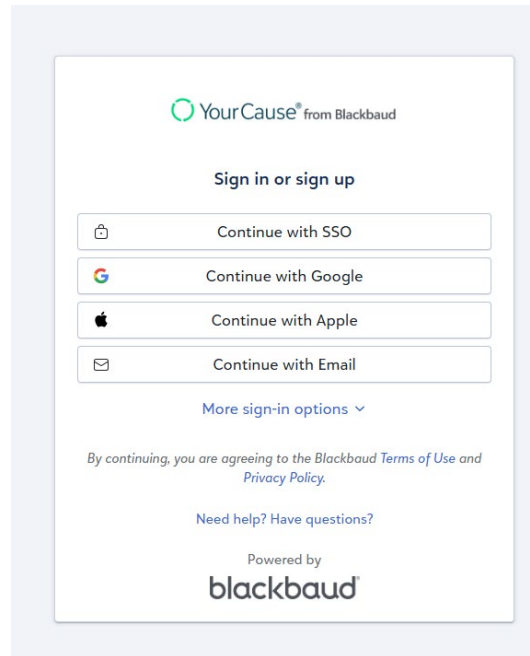 YourCause® from Blackbaud
Sign in or sign up
Continue with SSO
Continue with Google
Continue with Apple
Continue with Email
More sign-in options
By continuing, you are agreeing to the Blackbaud Terms of Use and
Privacy Policy.
Need help? Have questions?
Powered by
blackbaud®